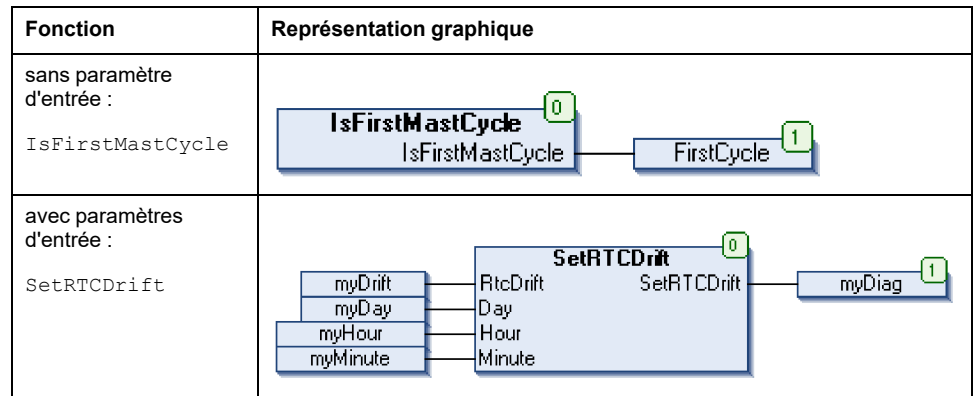 Fonction
Représentation graphique
sans paramètre
d'entrée :
IsFirstMastCycle
0
IsFirstMastCycle
IsFirstMastCycle
1
FirstCycle
avec paramètres
d'entrée :
SetRTCDrift
0
SetRTCDrift
myDrift
RtcDrift
SetRTCDrift
1
myDiag
myDay
Day
myHour
Hour
myMinute
Minute